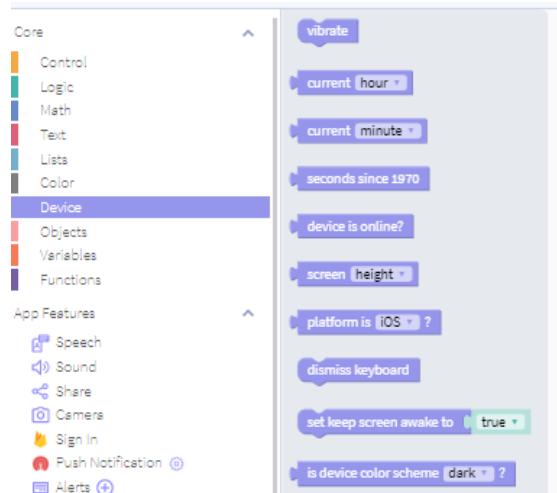 Core
Control
Logic
Math
Text
Lists
Color
Device
Objects
Variables
Functions
App Features
Speech
Sound
Share
Camera
Sign In
Push Notification
Alerts
vibrate
current hour
current minute
seconds since 1970
device is online?
screen height
platform is iOS ?
dismiss keyboard
set keep screen awake to true
is device color scheme dark ?